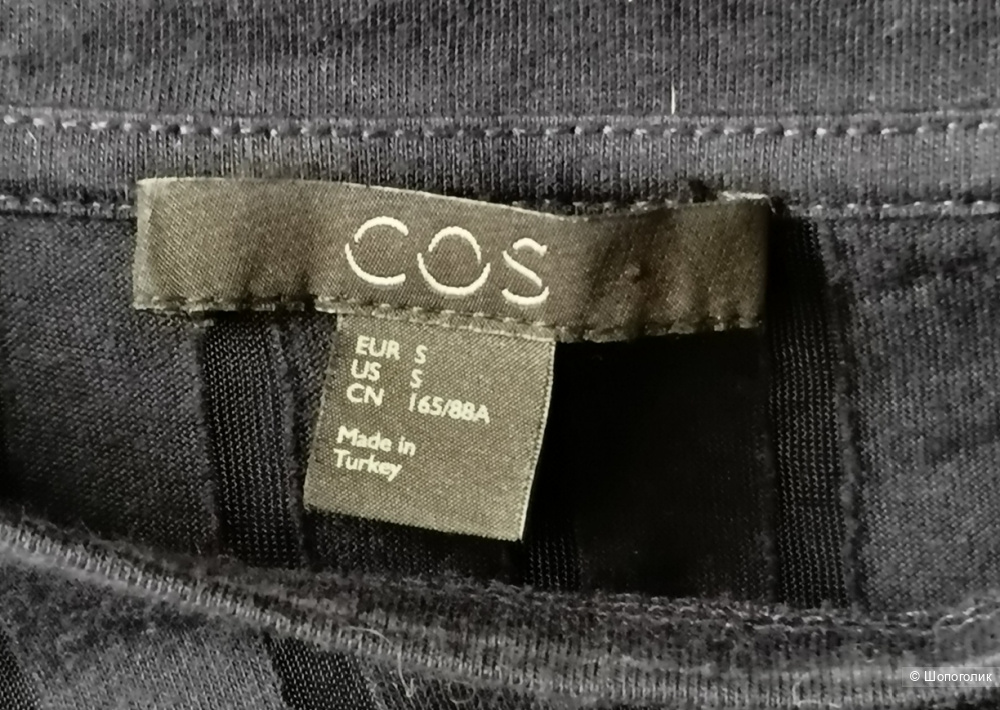 COS
EUR S
US S
CN 165/88A
Made in
Turkey
© Шопоголик